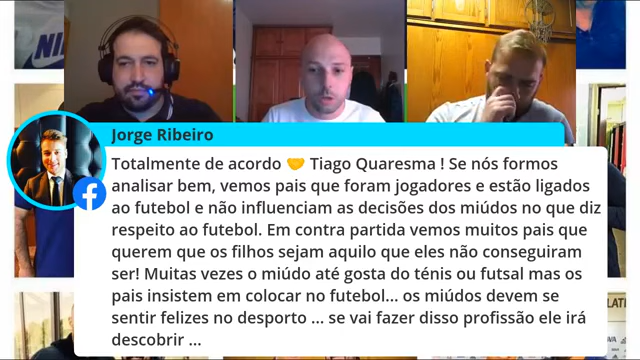 Jorge Ribeiro
Totalmente de acordo 🤝 Tiago Quaresma ! Se nós formos
analisar bem, vemos pais que foram jogadores e estão ligados
ao futebol e não influenciam as decisões dos miúdos no que diz
respeito ao futebol. Em contra partida vemos muitos pais que
querem que os filhos sejam aquilo que eles não conseguiram
ser! Muitas vezes o miúdo até gosta do ténis ou futsal mas os
pais insistem em colocar no futebol... os miúdos devem se
sentir felizes no desporto ... se vai fazer disso profissão ele irá
descobrir ...